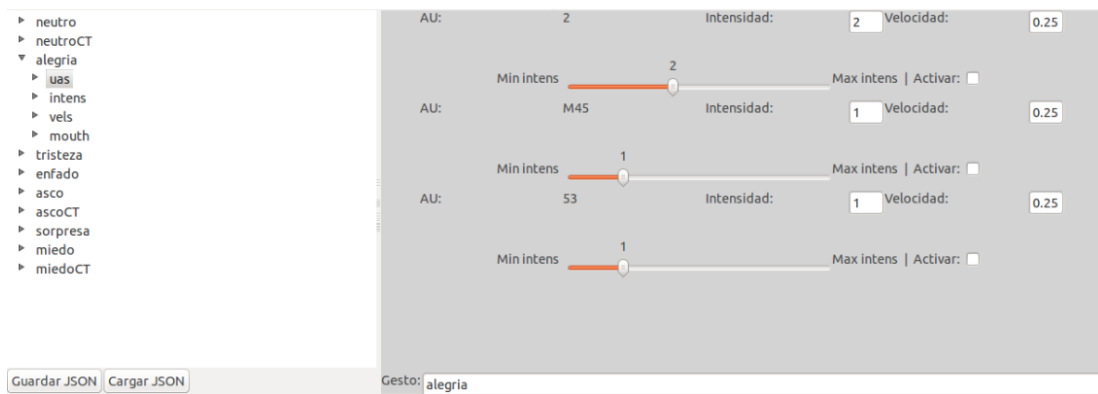 neutro
neutroCT
alegria
uas
intens
vels
mouth
tristeza
enfado
asco
ascoCT
sorpresa
miedo
miedoCT
Guardar JSON Cargar JSON
AU: 2 Intensidad: 2 Velocidad: 0.25
2
Min intens Max intens | Activar:
AU: M45 Intensidad: 1 Velocidad: 0.25
1
Min intens Max intens | Activar:
AU: 53 Intensidad: 1 Velocidad: 0.25
1
Min intens Max intens | Activar:
Gesto: alegria